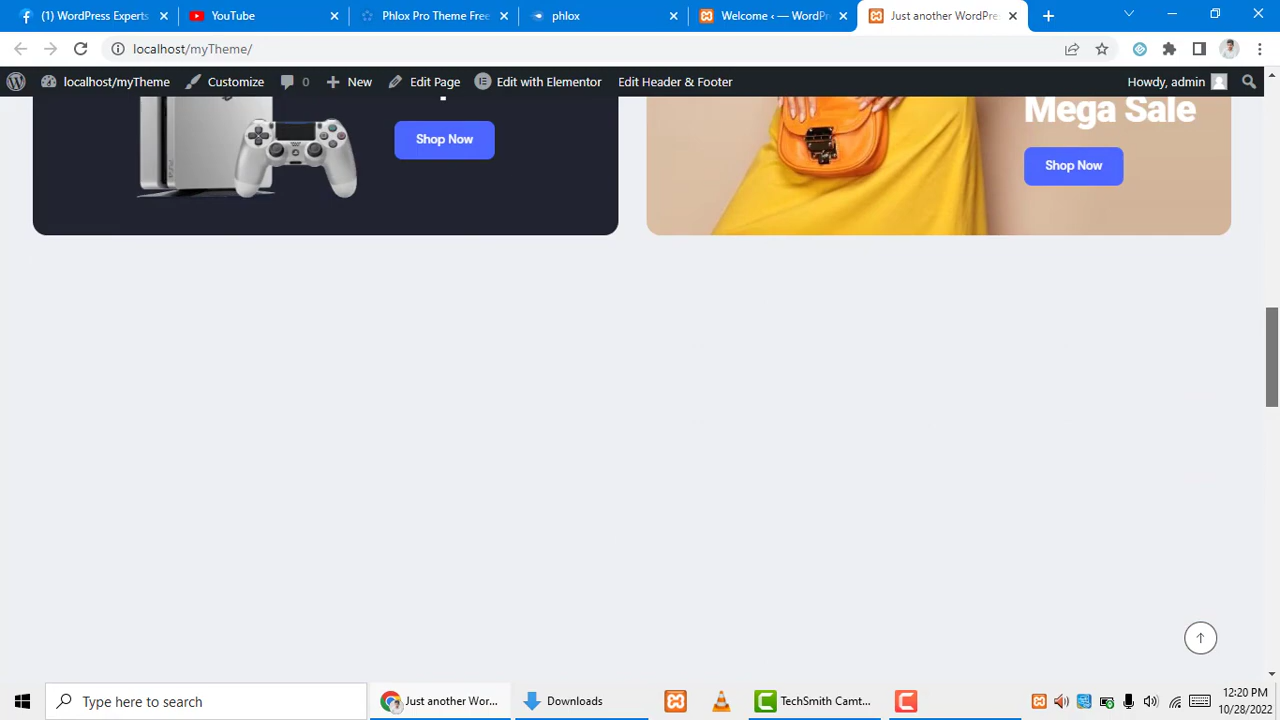 (1) WordPress Experts
YouTube
Phlox Pro Theme Free
phlox
Welcome ‹ — WordPr
Just another WordPres
localhost/myTheme/
localhost/myTheme
Customize
0
New
Edit Page
Edit with Elementor
Edit Header & Footer
Howdy, admin
Mega Sale
Shop Now
Shop Now
Type here to search
Just another Wor...
Downloads
TechSmith Camt...
12:20 PM
10/28/2022